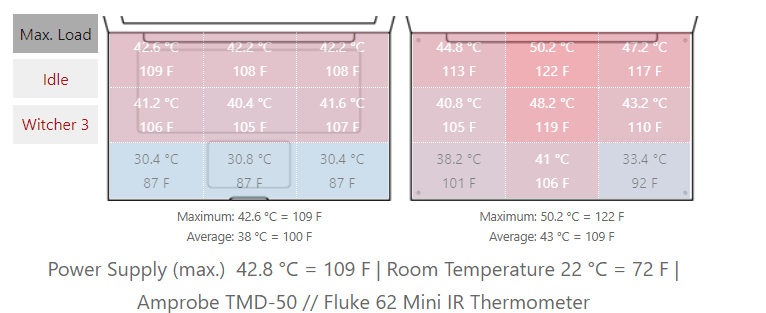 Max. Load
Idle
Witcher 3
42.6 °C 42.2 °C 42.2 °C
109 F 108 F 108 F
41.2 °C 40.4 °C 41.6 °C
106 F 105 F 107 F
30.4 °C 30.8 °C 30.4 °C
87 F 87 F 87 F
Maximum: 42.6 °C = 109 F
Average: 38 °C = 100 F
44.8 °C 50.2 °C 47.2 °C
113 F 122 F 117 F
40.8 °C 48.2 °C 43.2 °C
105 F 119 F 110 F
38.2 °C 41 °C 33.4 °C
101 F 106 F 92 F
Maximum: 50.2 °C = 122 F
Average: 43 °C = 109 F
Power Supply (max.) 42.8 °C = 109 F | Room Temperature 22 °C = 72 F |
Amprobe TMD-50 // Fluke 62 Mini IR Thermometer